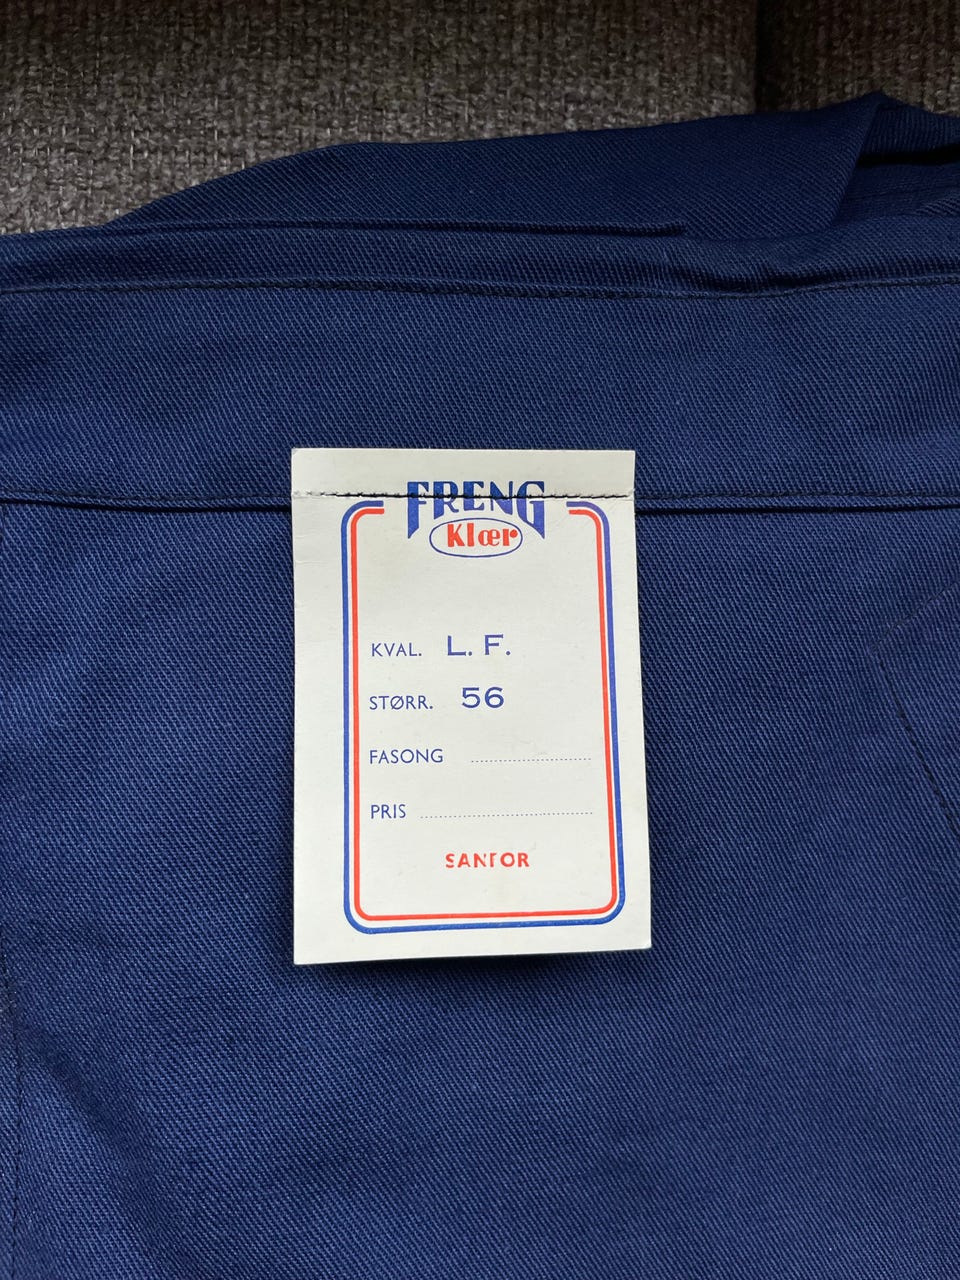 FRENG
Klær
KVAL. L. F.
STØRR. 56
FASONG
PRIS
SANFOR